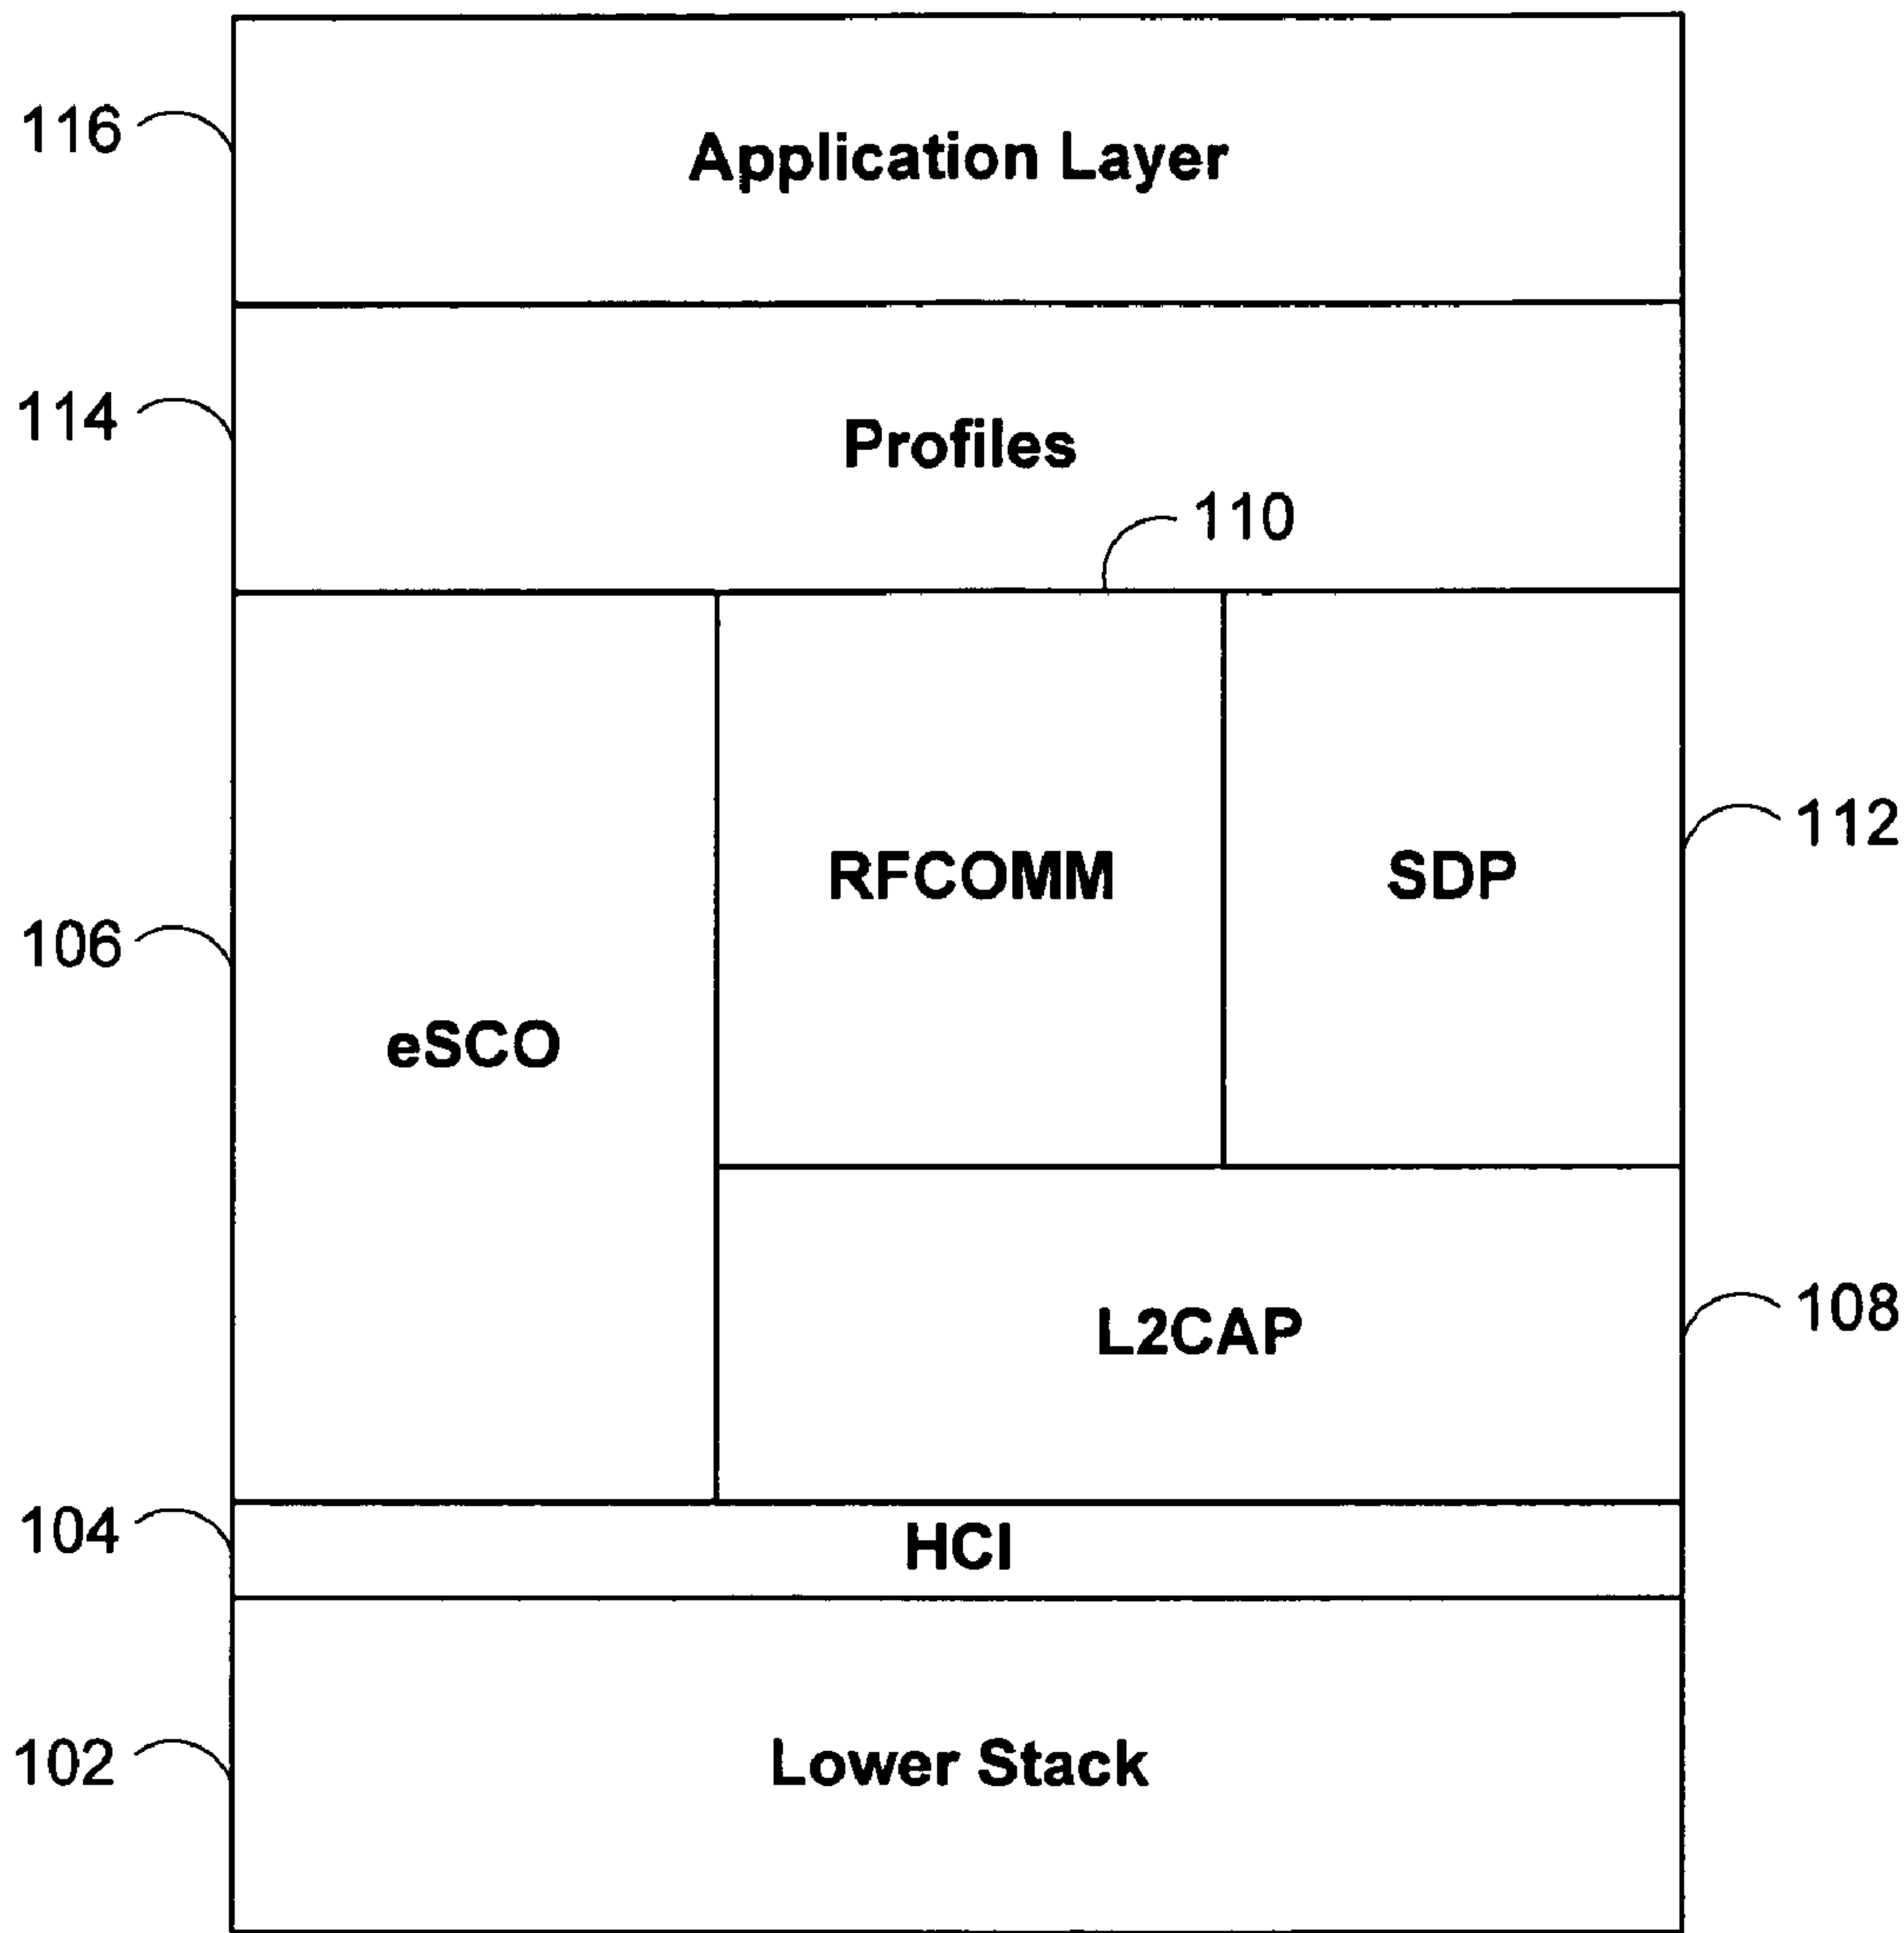 116
Application Layer
114
Profiles
110
RFCOMM
SDP
112
106
eSCO
L2CAP
108
104
HCI
102
Lower Stack